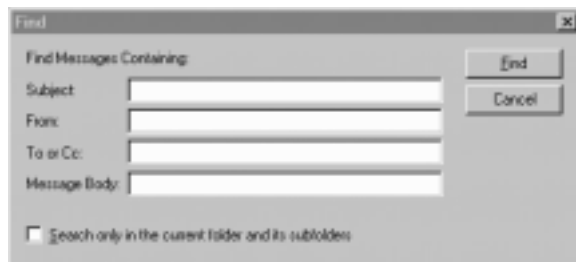 Find
Find Messages Containing:
Find
Subject:
Cancel
From:
To or Cc:
Message Body:
Search only in the current folder and its subfolders